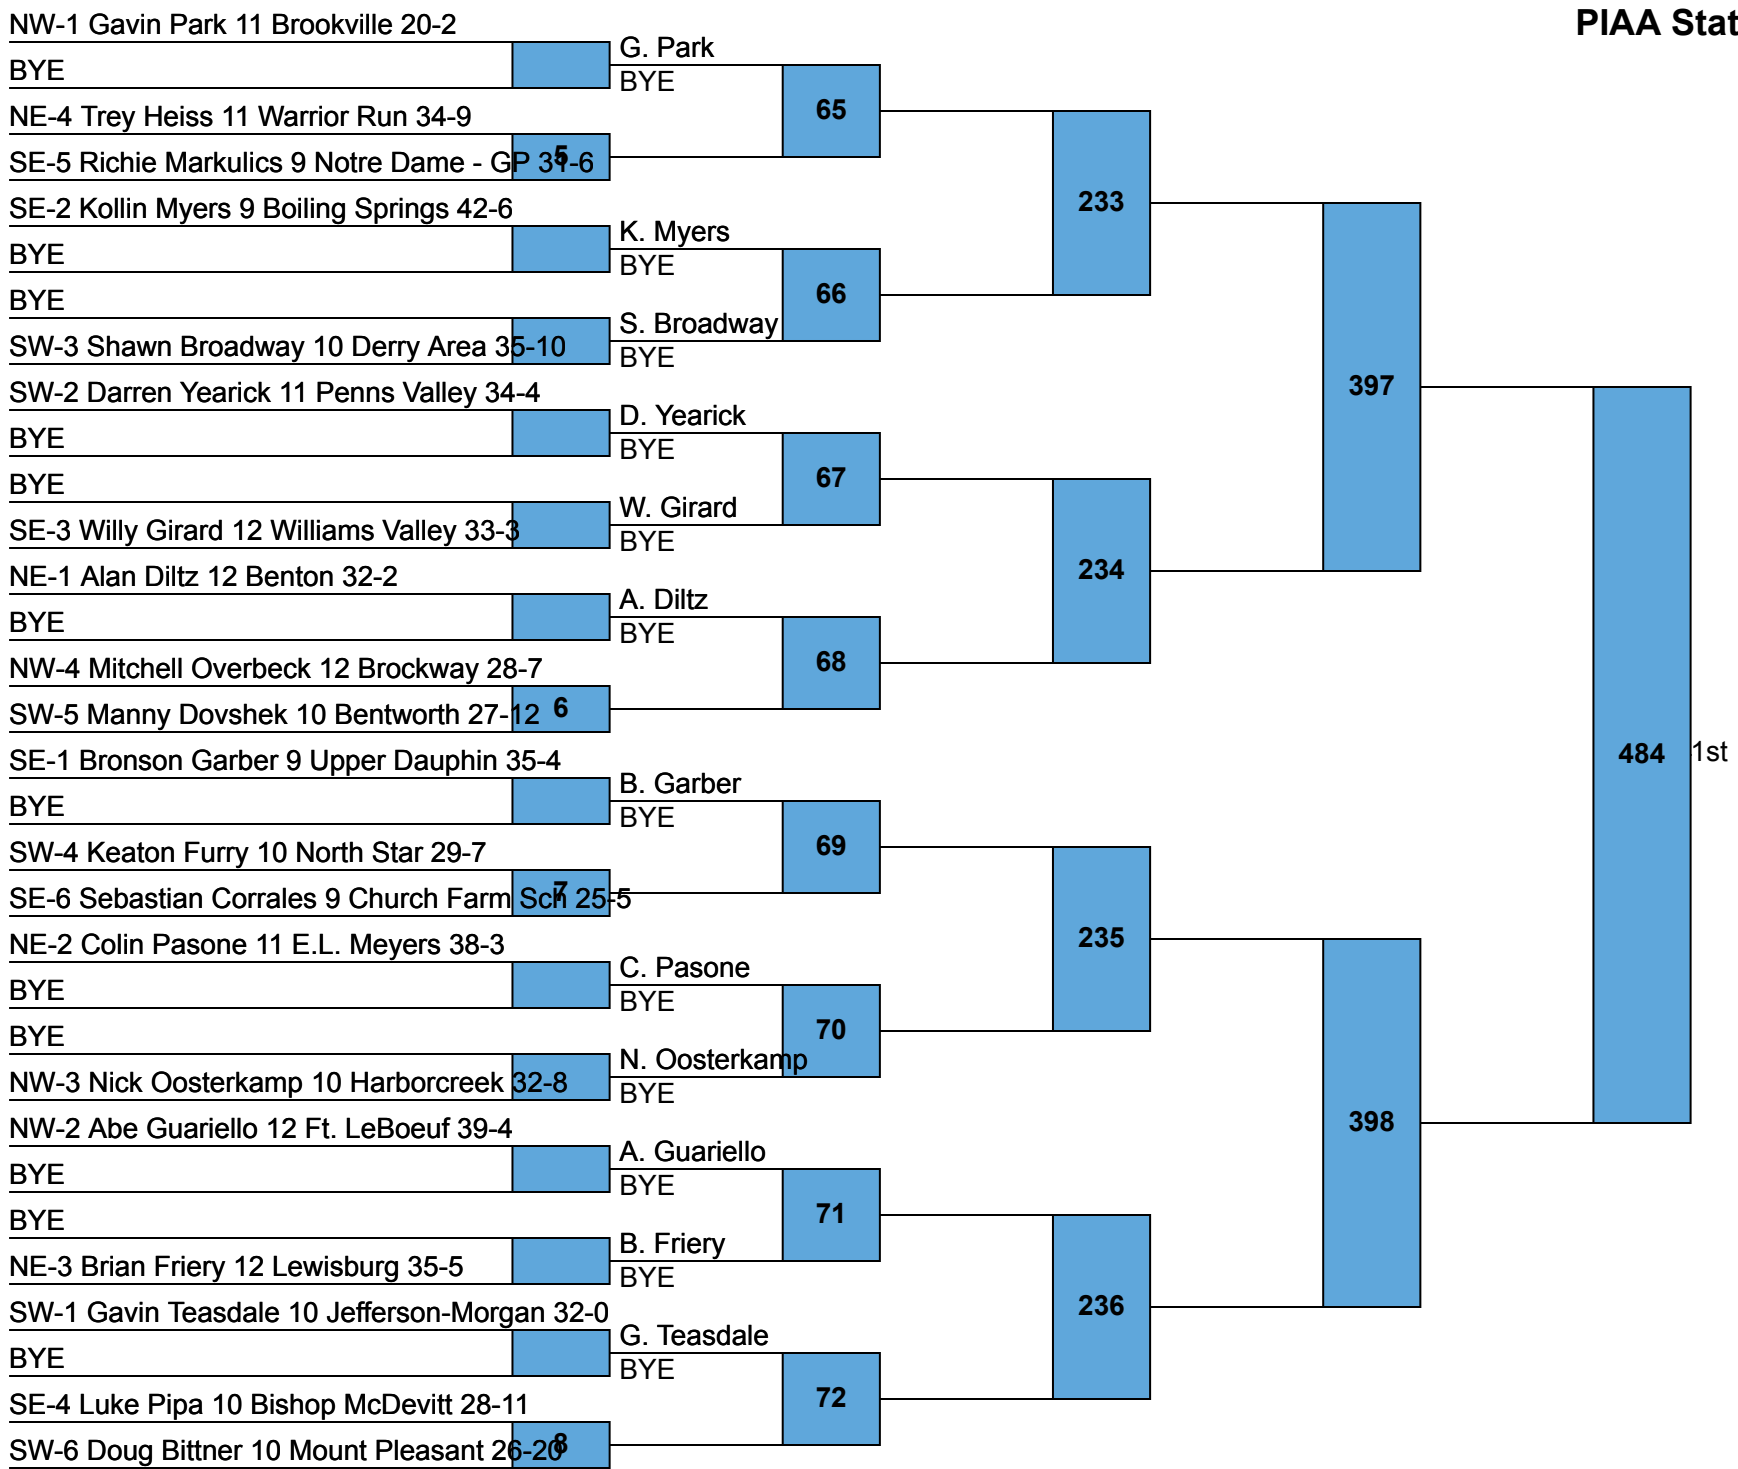 PIAA Stat
NW-1 Gavin Park 11 Brookville 20-2
BYE
NE-4 Trey Heiss 11 Warrior Run 34-9
SE-5 Richie Markulics 9 Notre Dame - GP 31-6
SE-2 Kollin Myers 9 Boiling Springs 42-6
BYE
BYE
SW-3 Shawn Broadway 10 Derry Area 35-10
SW-2 Darren Yearick 11 Penns Valley 34-4
BYE
BYE
SE-3 Willy Girard 12 Williams Valley 33-3
NE-1 Alan Diltz 12 Benton 32-2
BYE
NW-4 Mitchell Overbeck 12 Brockway 28-7
SW-5 Manny Dovshek 10 Bentworth 27-12
SE-1 Bronson Garber 9 Upper Dauphin 35-4
BYE
SW-4 Keaton Furry 10 North Star 29-7
SE-6 Sebastian Corrales 9 Church Farm Sch 25-5
NE-2 Colin Pasone 11 E.L. Meyers 38-3
BYE
BYE
NW-3 Nick Oosterkamp 10 Harborcreek 32-8
NW-2 Abe Guariello 12 Ft. LeBoeuf 39-4
BYE
BYE
NE-3 Brian Friery 12 Lewisburg 35-5
SW-1 Gavin Teasdale 10 Jefferson-Morgan 32-0
BYE
SE-4 Luke Pipa 10 Bishop McDevitt 28-11
SW-6 Doug Bittner 10 Mount Pleasant 26-20
5
6
7
8
G. Park
BYE
K. Myers
BYE
S. Broadway
BYE
D. Yearick
BYE
W. Girard
BYE
A. Diltz
BYE
B. Garber
BYE
C. Pasone
BYE
N. Oosterkamp
BYE
A. Guariello
BYE
B. Friery
BYE
G. Teasdale
BYE
65
66
67
68
69
70
71
72
233
234
235
236
397
398
484
1st